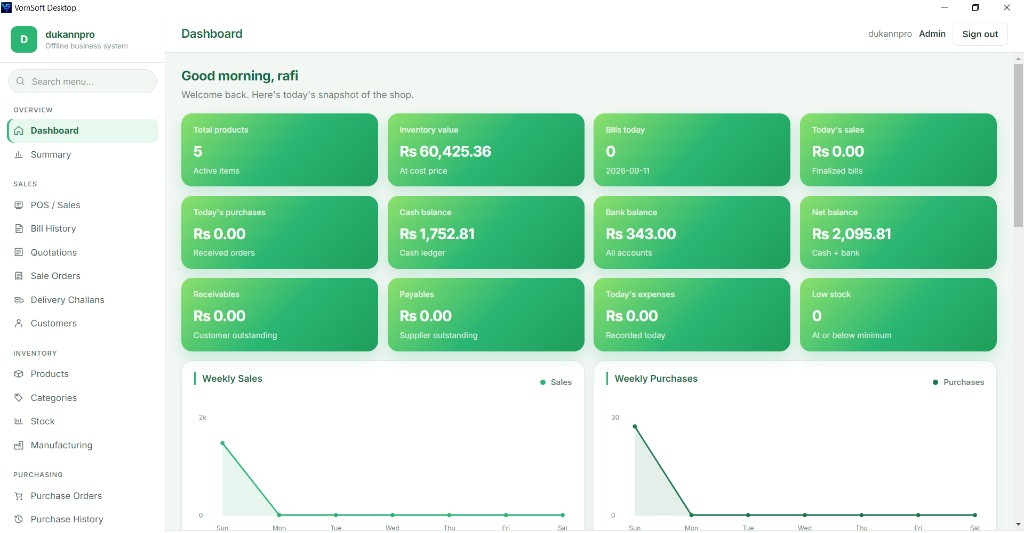 VornSoft Desktop
D
dukannpro
Offline business system
Search menu...
OVERVIEW
Dashboard
Summary
SALES
POS / Sales
Bill History
Quotations
Sale Orders
Delivery Challans
Customers
INVENTORY
Products
Categories
Stock
Manufacturing
PURCHASING
Purchase Orders
Purchase History
Dashboard
dukannpro Admin Sign out
Good morning, rafi
Welcome back. Here's today's snapshot of the shop.
Total products
5
Active items
Inventory value
Rs 60,425.36
At cost price
Bills today
0
2026-09-11
Today's sales
Rs 0.00
Finalized bills
Today's purchases
Rs 0.00
Received orders
Cash balance
Rs 1,752.81
Cash ledger
Bank balance
Rs 343.00
All accounts
Net balance
Rs 2,095.81
Cash + bank
Receivables
Rs 0.00
Customer outstanding
Payables
Rs 0.00
Supplier outstanding
Today's expenses
Rs 0.00
Recorded today
Low stock
0
At or below minimum
Weekly Sales
Sales
2k
0
Sun Mon Tue Wed Thu Fri Sat
Weekly Purchases
Purchases
30
0
Sun Mon Tue Wed Thu Fri Sat